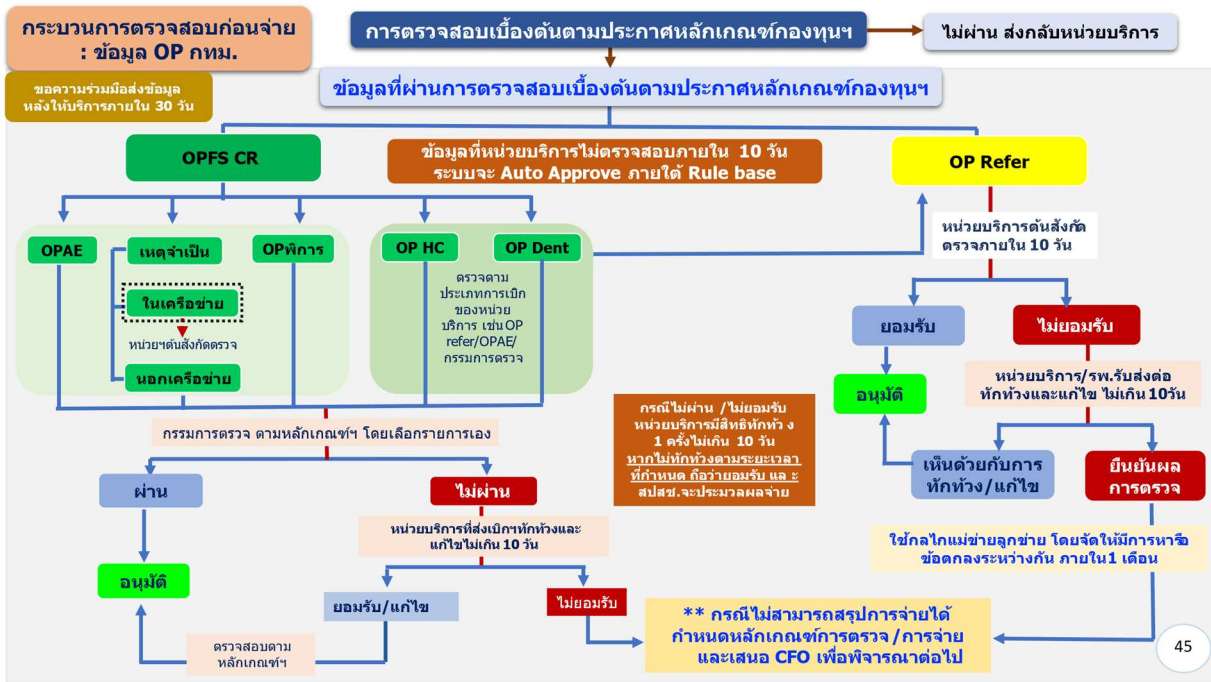 กระบวนการตรวจสอบก่อนจ่าย
: ข้อมูล OP กทม.
การตรวจสอบเบื้องต้นตามประกาศหลักเกณฑ์กองทุนฯ
ไม่ผ่าน ส่งกลับหน่วยบริการ
ขอความร่วมมือส่งข้อมูล
หลังให้บริการภายใน 30 วัน
ข้อมูลที่ผ่านการตรวจสอบเบื้องต้นตามประกาศหลักเกณฑ์กองทุนฯ
OPFS CR
ข้อมูลที่หน่วยบริการไม่ตรวจสอบภายใน 10 วัน
ระบบจะ Auto Approve ภายใต้ Rule base
OP Refer
หน่วยบริการต้นสังกัด
ตรวจภายใน 10 วัน
OPAE
เหตุจำเป็น
OPพิการ
OP HC
OP Dent
ในเครือข่าย
หน่วยฯต้นสังกัดตรวจ
นอกเครือข่าย
ตรวจตาม
ประเภทการเบิก
ของหน่วย
บริการ เช่น OP
refer/OPAE/
กรรมการตรวจ
ยอมรับ
ไม่ยอมรับ
หน่วยบริการ/รพ.รับส่งต่อ
ทักท้วงและแก้ไข ไม่เกิน 10วัน
อนุมัติ
กรรมการตรวจ ตามหลักเกณฑ์ฯ โดยเลือกรายการเอง
กรณีไม่ผ่าน /ไม่ยอมรับ
หน่วยบริการมีสิทธิทักท้วง
1 ครั้งไม่เกิน 10 วัน
หากไม่ทักท้วงตามระยะเวลา
ที่กำหนด ถือว่ายอมรับ และ
สปสช.จะประมวลผลจ่าย
เห็นด้วยกับการ
ทักท้วง/แก้ไข
ยืนยันผล
การตรวจ
ผ่าน
ไม่ผ่าน
หน่วยบริการที่ส่งเบิกฯทักท้วงและ
แก้ไขไม่เกิน 10 วัน
ใช้กลไกแม่ข่ายลูกข่าย โดยจัดให้มีการหารือ
ข้อตกลงระหว่างกัน ภายใน1 เดือน
อนุมัติ
ยอมรับ/แก้ไข
ไม่ยอมรับ
** กรณีไม่สามารถสรุปการจ่ายได้
กำหนดหลักเกณฑ์การตรวจ /การจ่าย
และเสนอ CFO เพื่อพิจารณาต่อไป
ตรวจสอบตาม
หลักเกณฑ์ฯ
45